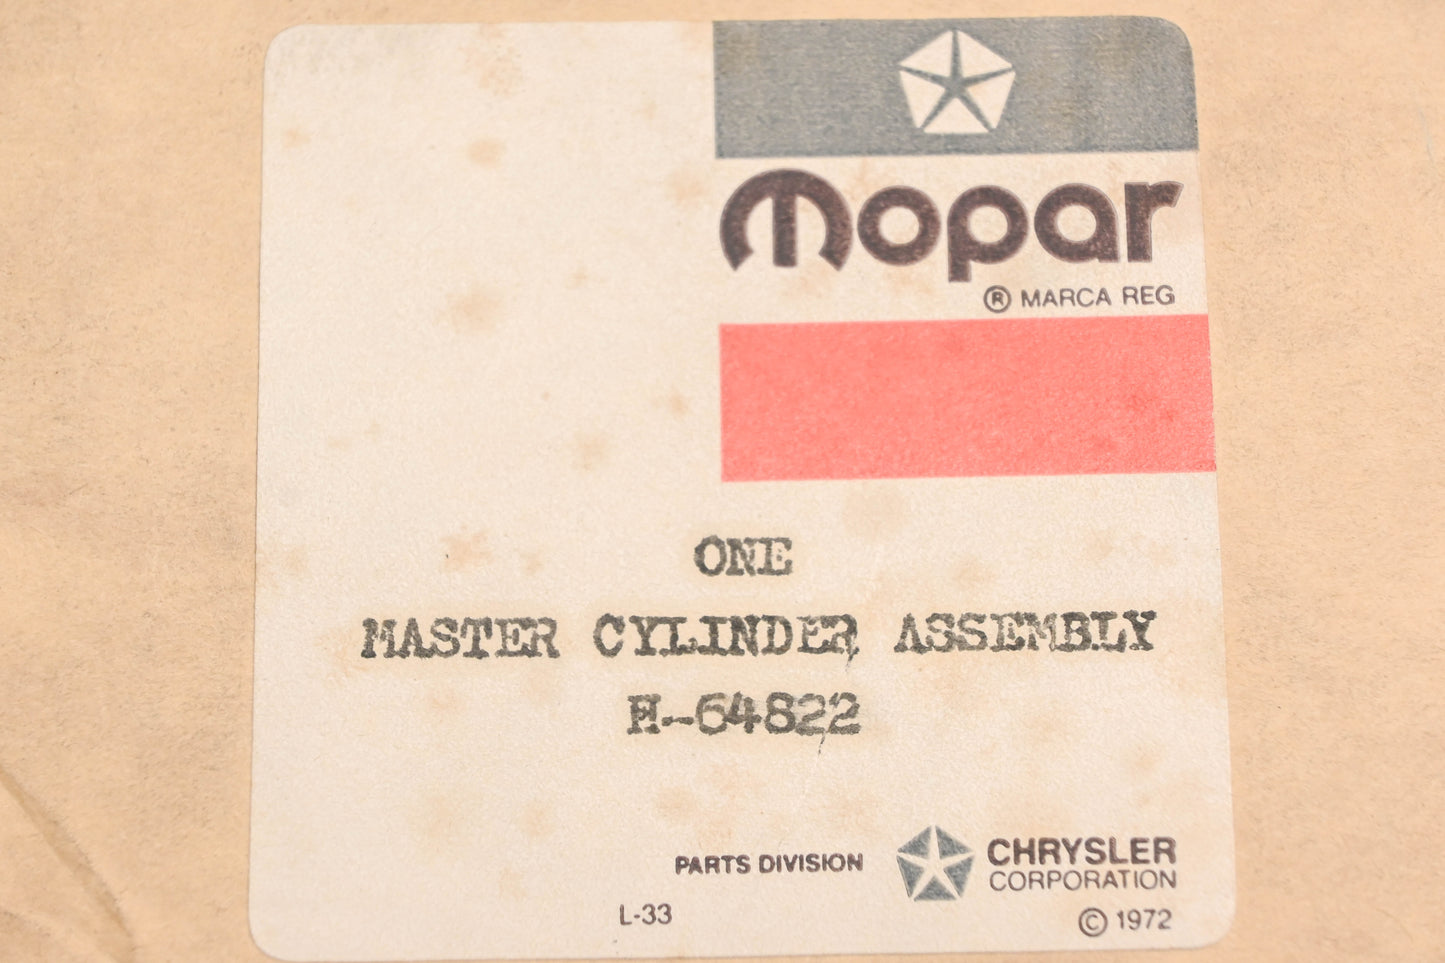 mopar
® MARCA REG
ONE
MASTER CYLINDER ASSEMBLY
H-64822
PARTS DIVISION
CHRYSLER
CORPORATION
L-33
© 1972